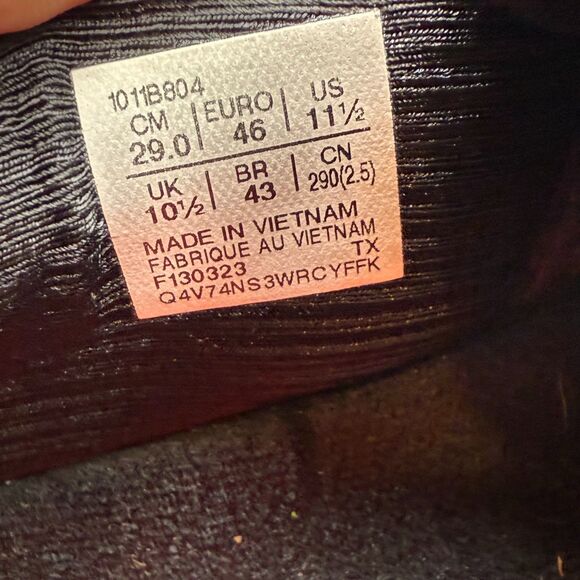 1011B804
CM | EURO | US
29.0 | 46 | 11½
UK | BR | CN
10½ | 43 | 290(2.5)
MADE IN VIETNAM
FABRIQUE AU VIETNAM
F130323 TX
Q4V74NS3WRCYFFK